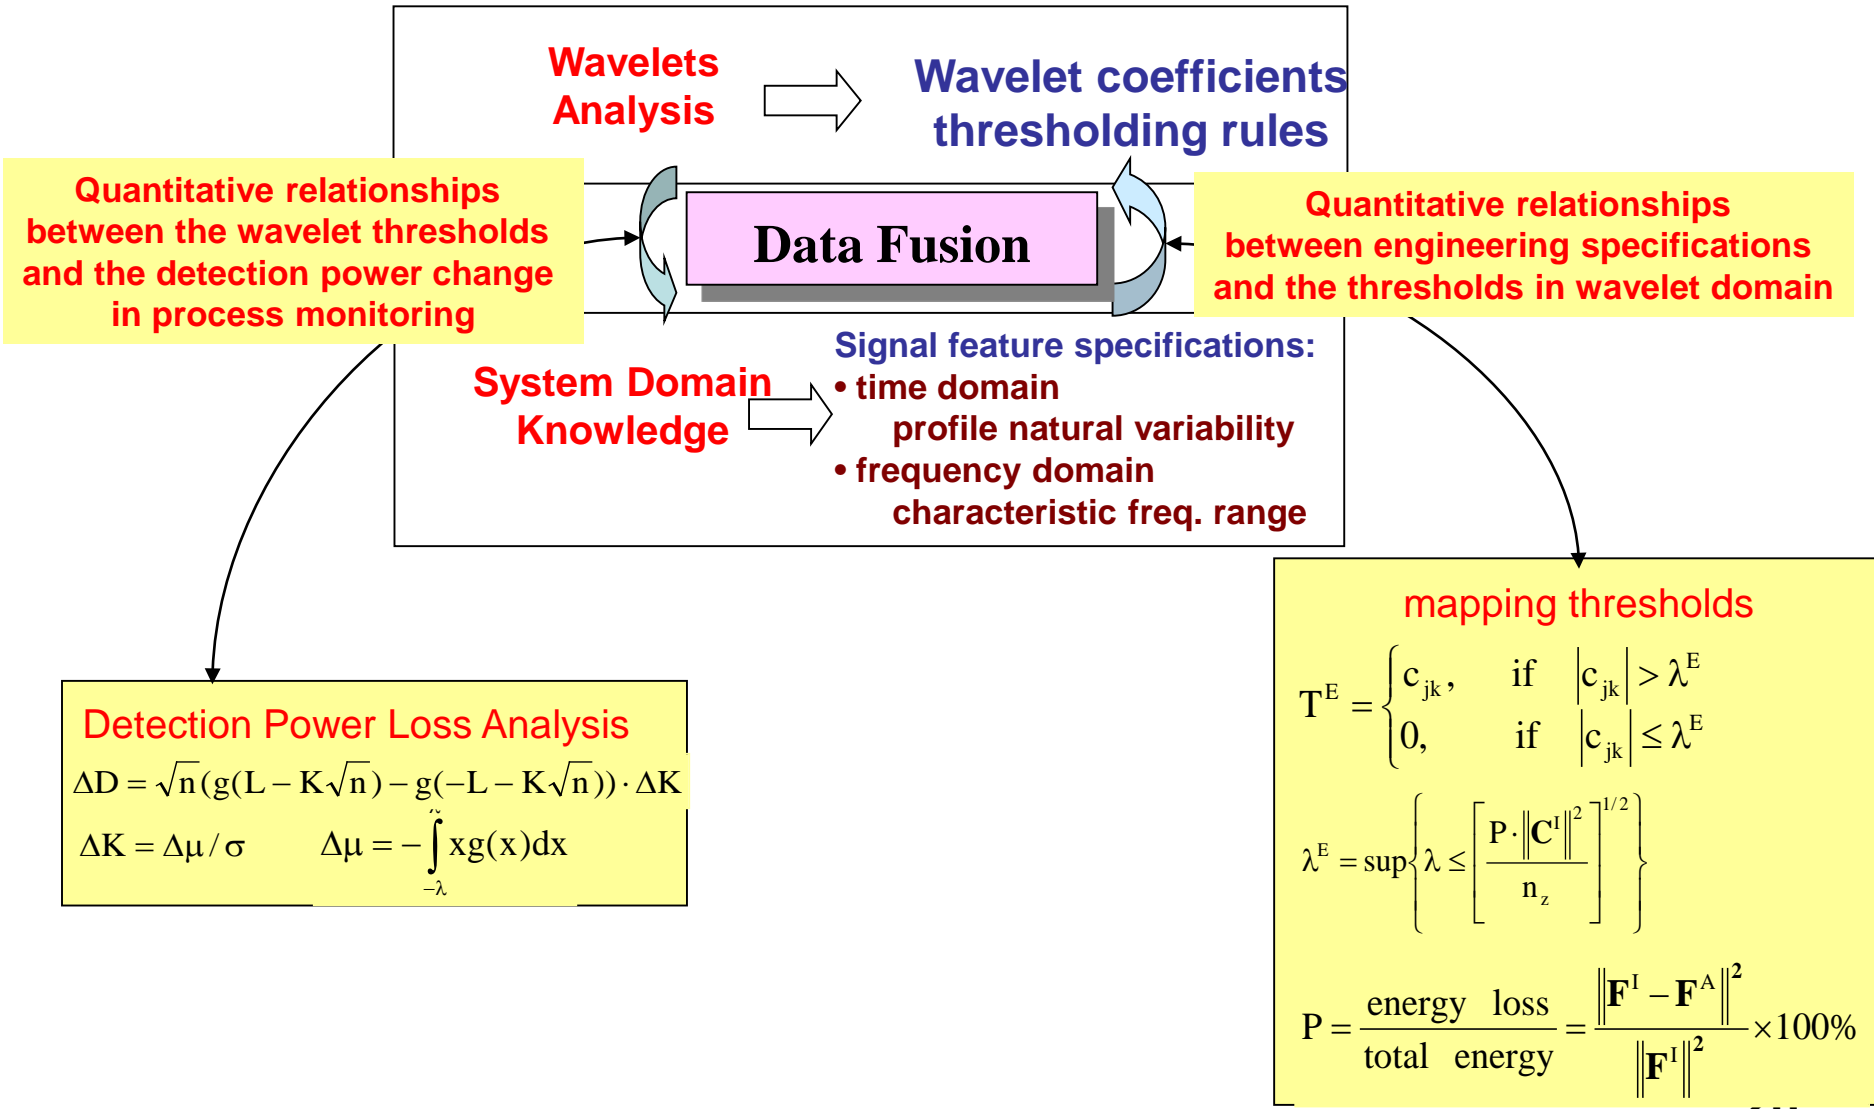 Wavelets
Analysis
Wavelet coefficients
thresholding rules
Quantitative relationships
between the wavelet thresholds
and the detection power change
in process monitoring
Data Fusion
Quantitative relationships
between engineering specifications
and the thresholds in wavelet domain
System Domain
Knowledge
Signal feature specifications:
• time domain
profile natural variability
• frequency domain
characteristic freq. range
Detection Power Loss Analysis
ΔD = √n (g(L − K√n) − g(−L − K√n)) · ΔK
ΔK = Δμ / σ Δμ = − ∫_{−λ} xg(x)dx
mapping thresholds
T^E = { c_jk, if |c_jk| > λ^E
0, if |c_jk| ≤ λ^E
λ^E = sup{ λ ≤ [ P · ‖C^I‖^2 / n_z ]^{1/2} }
P = energy loss / total energy = ‖F^I − F^A‖^2 / ‖F^I‖^2 × 100%